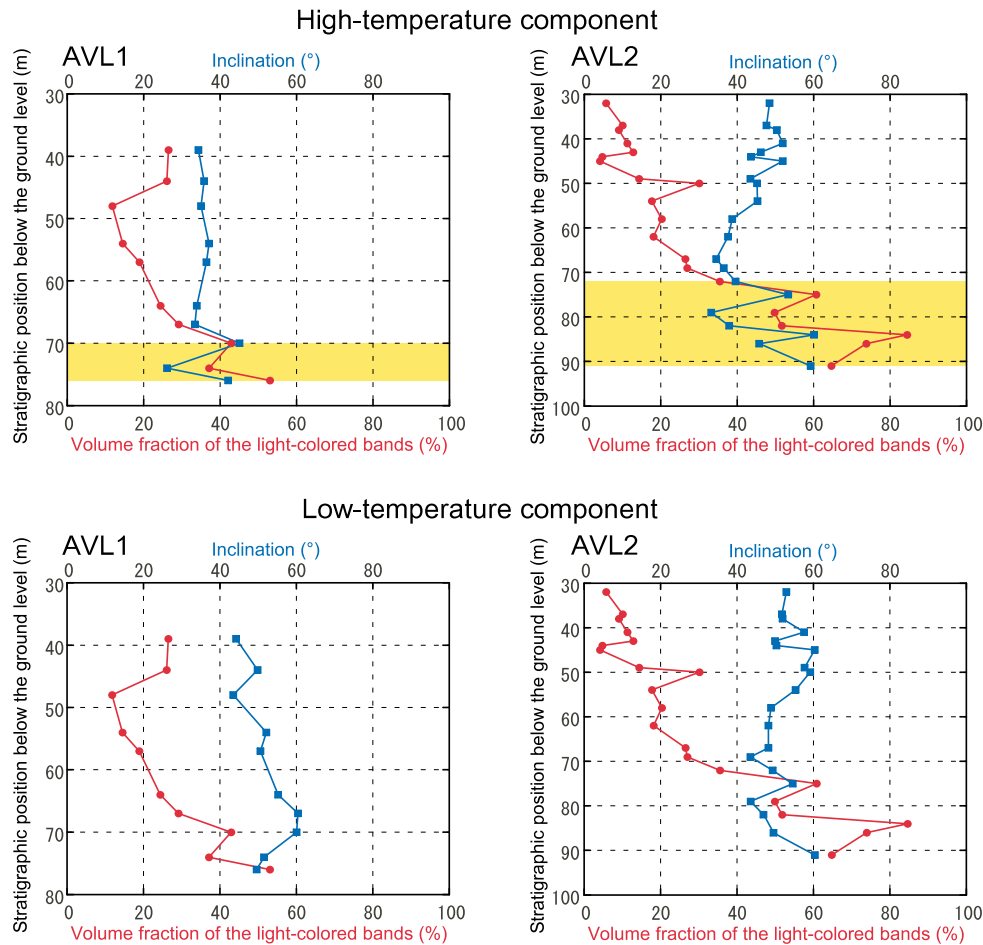 High-temperature component
AVL1
Inclination (°)
0 20 40 60 80
Stratigraphic position below the ground level (m)
30
40
50
60
70
80
0 20 40 60 80 100
Volume fraction of the light-colored bands (%)
AVL2
Inclination (°)
0 20 40 60 80
Stratigraphic position below the ground level (m)
30
40
50
60
70
80
90
100
0 20 40 60 80 100
Volume fraction of the light-colored bands (%)
Low-temperature component
AVL1
Inclination (°)
0 20 40 60 80
Stratigraphic position below the ground level (m)
30
40
50
60
70
80
0 20 40 60 80 100
Volume fraction of the light-colored bands (%)
AVL2
Inclination (°)
0 20 40 60 80
Stratigraphic position below the ground level (m)
30
40
50
60
70
80
90
100
0 20 40 60 80 100
Volume fraction of the light-colored bands (%)